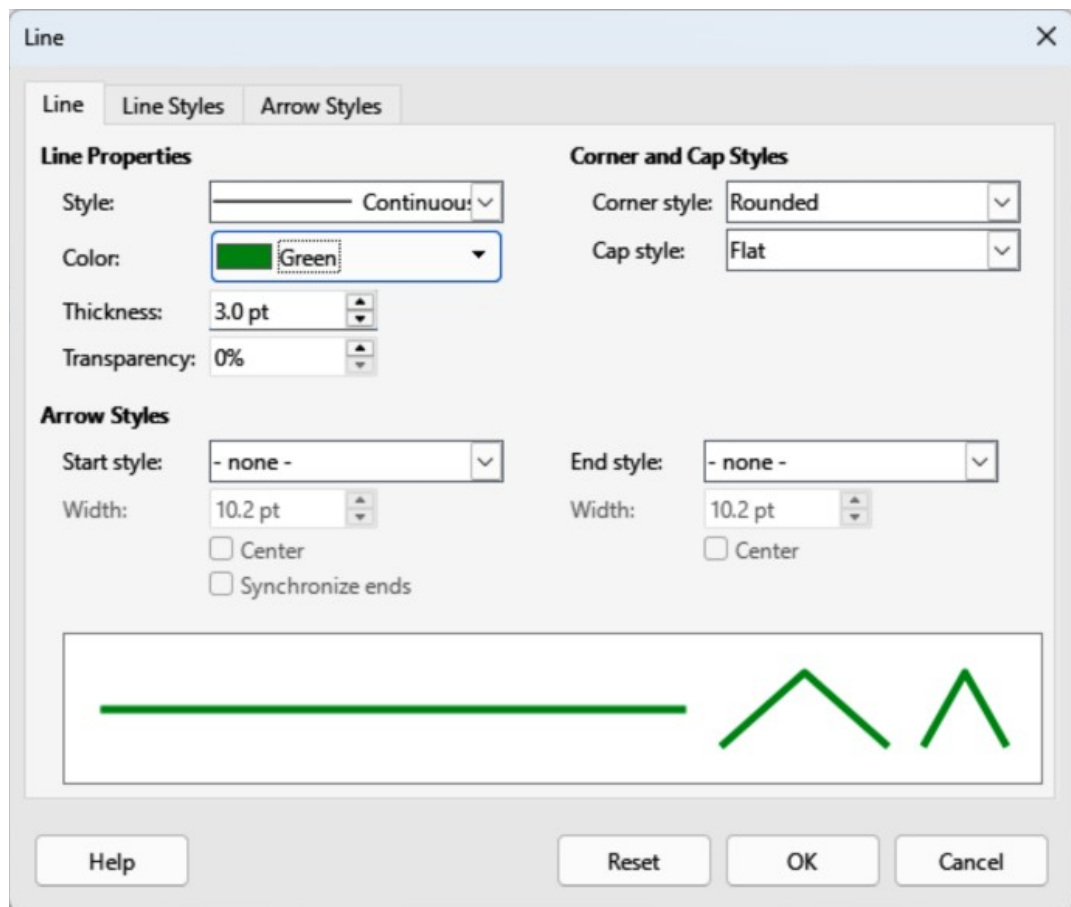 Line
Line Line Styles Arrow Styles
Line Properties
Style: Continuous
Color: Green
Thickness: 3.0 pt
Transparency: 0%
Corner and Cap Styles
Corner style: Rounded
Cap style: Flat
Arrow Styles
Start style: - none -
Width: 10.2 pt
Center
Synchronize ends
End style: - none -
Width: 10.2 pt
Center
Help Reset OK Cancel